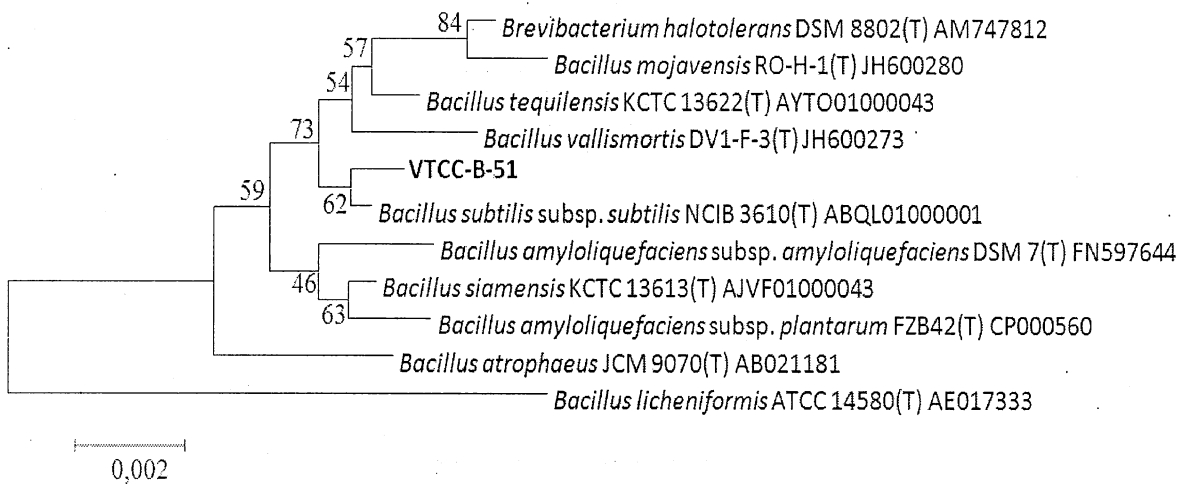 84
Brevibacterium halotolerans DSM 8802(T) AM747812
57
Bacillus mojavensis RO-H-1(T) JH600280
54
Bacillus tequilensis KCTC 13622(T) AYTO01000043
73
Bacillus vallismortis DV1-F-3(T) JH600273
VTCC-B-51
59
62
Bacillus subtilis subsp. subtilis NCIB 3610(T) ABQL01000001
Bacillus amyloliquefaciens subsp. amyloliquefaciens DSM 7(T) FN597644
46
Bacillus siamensis KCTC 13613(T) AJVF01000043
63
Bacillus amyloliquefaciens subsp. plantarum FZB42(T) CP000560
Bacillus atrophaeus JCM 9070(T) AB021181
Bacillus licheniformis ATCC 14580(T) AE017333
0,002